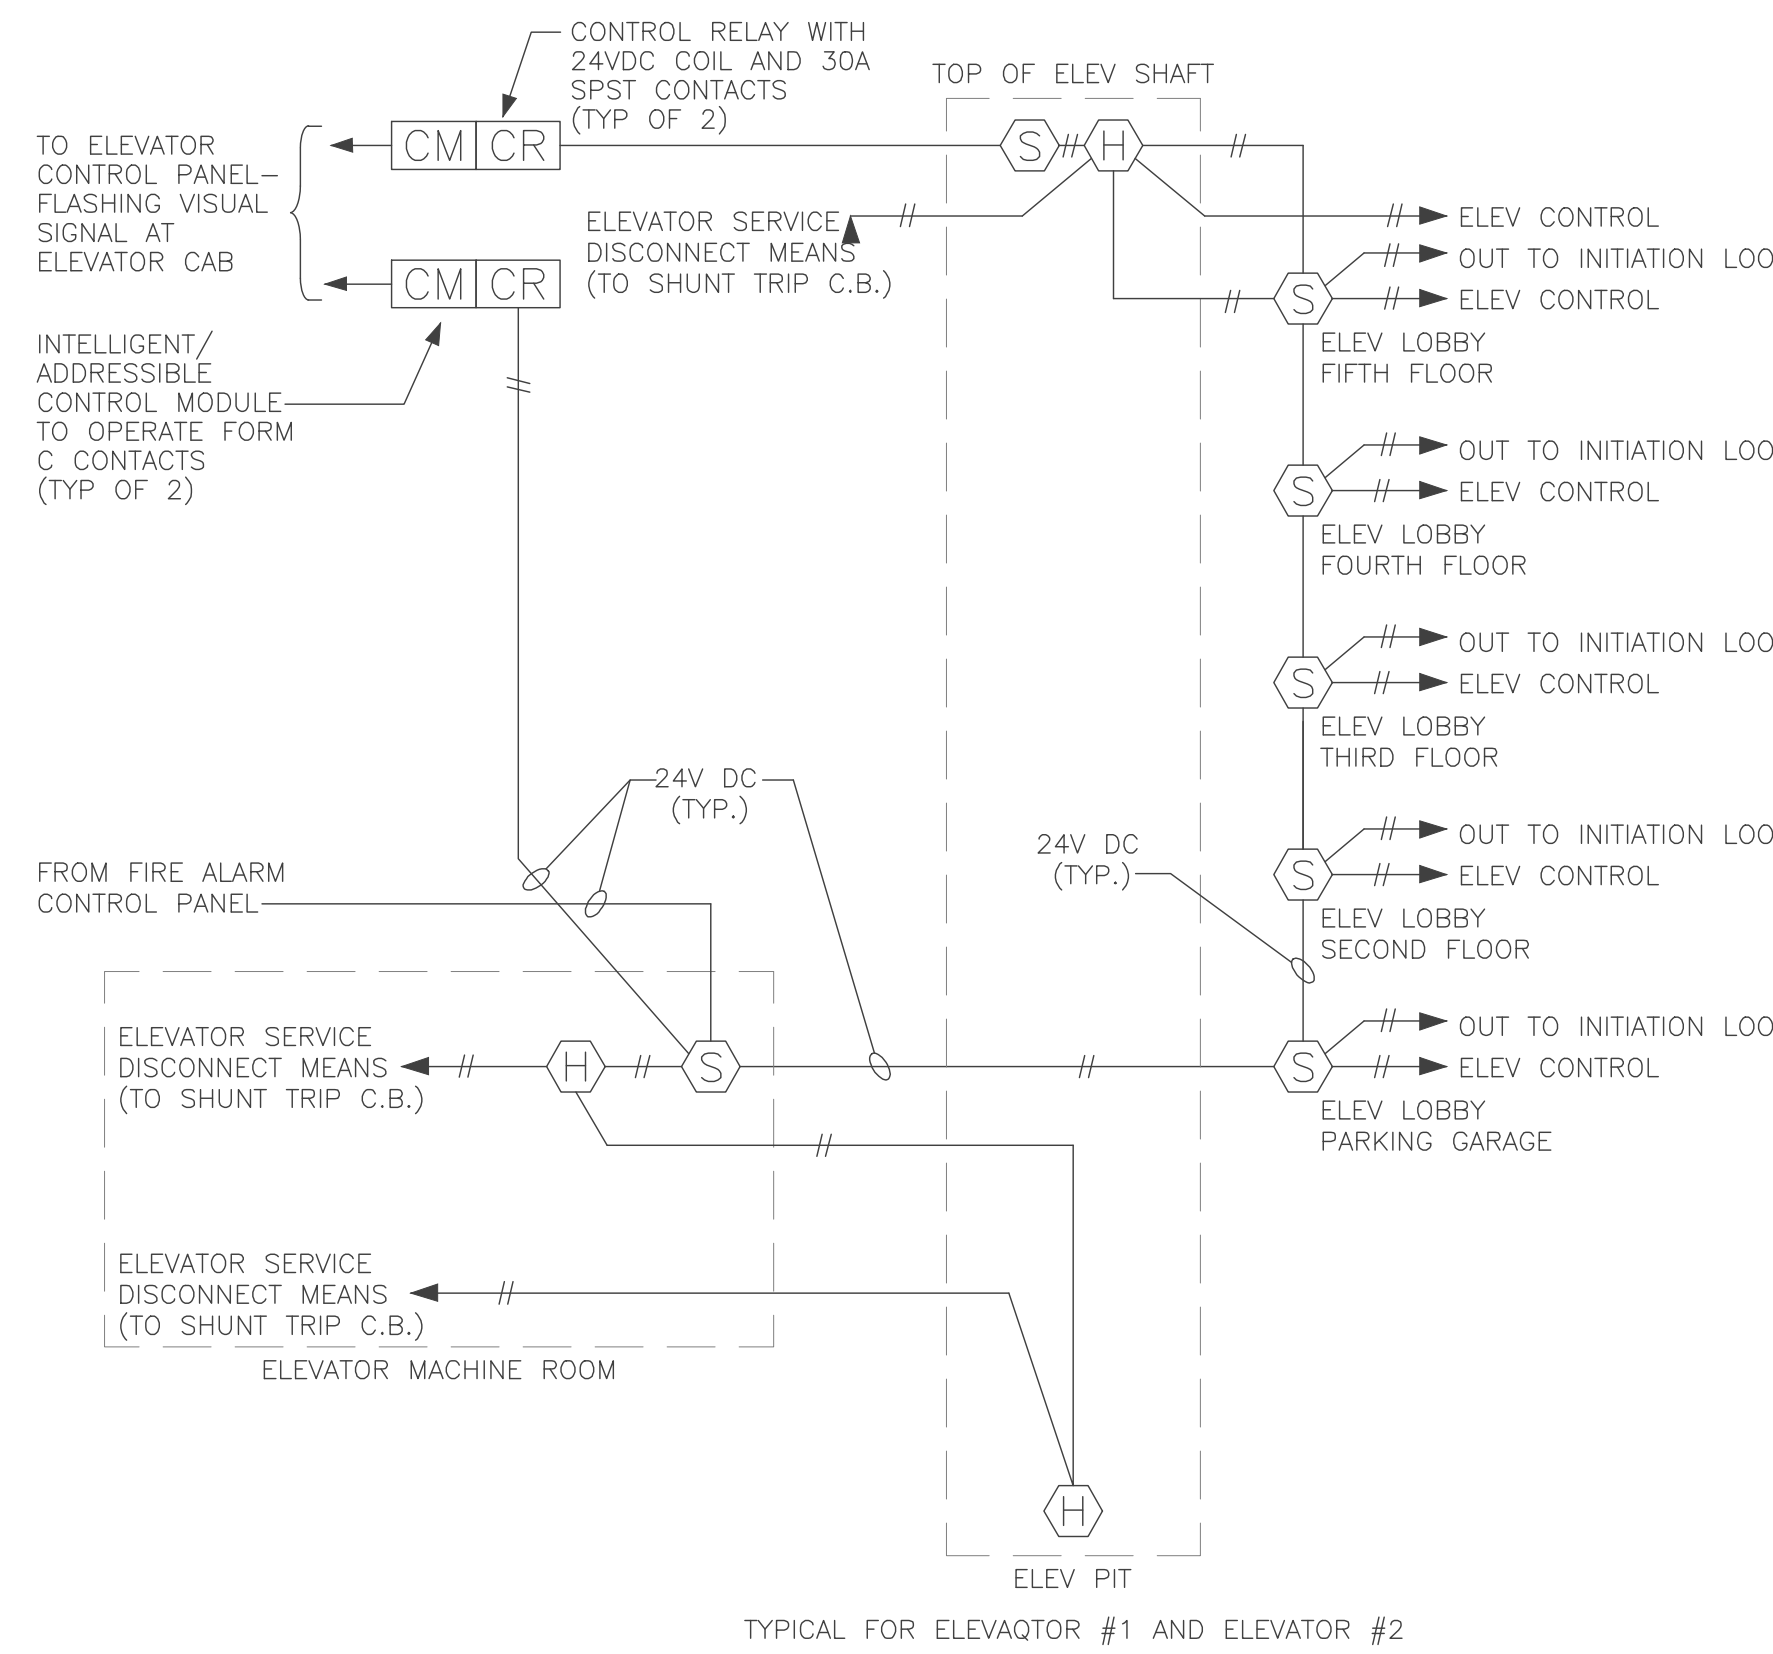 CONTROL RELAY WITH
24VDC COIL AND 30A
SPST CONTACTS
(TYP OF 2)
TOP OF ELEV SHAFT
TO ELEVATOR
CONTROL PANEL-
FLASHING VISUAL
SIGNAL AT
ELEVATOR CAB
CM CR
S H
ELEVATOR SERVICE
DISCONNECT MEANS
(TO SHUNT TRIP C.B.)
CM CR
ELEV CONTROL
OUT TO INITIATION LOO
S ELEV CONTROL
ELEV LOBBY
FIFTH FLOOR
INTELLIGENT/
ADDRESSIBLE
CONTROL MODULE
TO OPERATE FORM
C CONTACTS
(TYP OF 2)
OUT TO INITIATION LOO
S ELEV CONTROL
ELEV LOBBY
FOURTH FLOOR
OUT TO INITIATION LOO
S ELEV CONTROL
ELEV LOBBY
THIRD FLOOR
24V DC
(TYP.)
24V DC
(TYP.)
OUT TO INITIATION LOO
S ELEV CONTROL
ELEV LOBBY
SECOND FLOOR
FROM FIRE ALARM
CONTROL PANEL
ELEVATOR SERVICE
DISCONNECT MEANS
(TO SHUNT TRIP C.B.)
H S
OUT TO INITIATION LOO
S ELEV CONTROL
ELEV LOBBY
PARKING GARAGE
ELEVATOR SERVICE
DISCONNECT MEANS
(TO SHUNT TRIP C.B.)
ELEVATOR MACHINE ROOM
H
ELEV PIT
TYPICAL FOR ELEVAQTOR #1 AND ELEVATOR #2